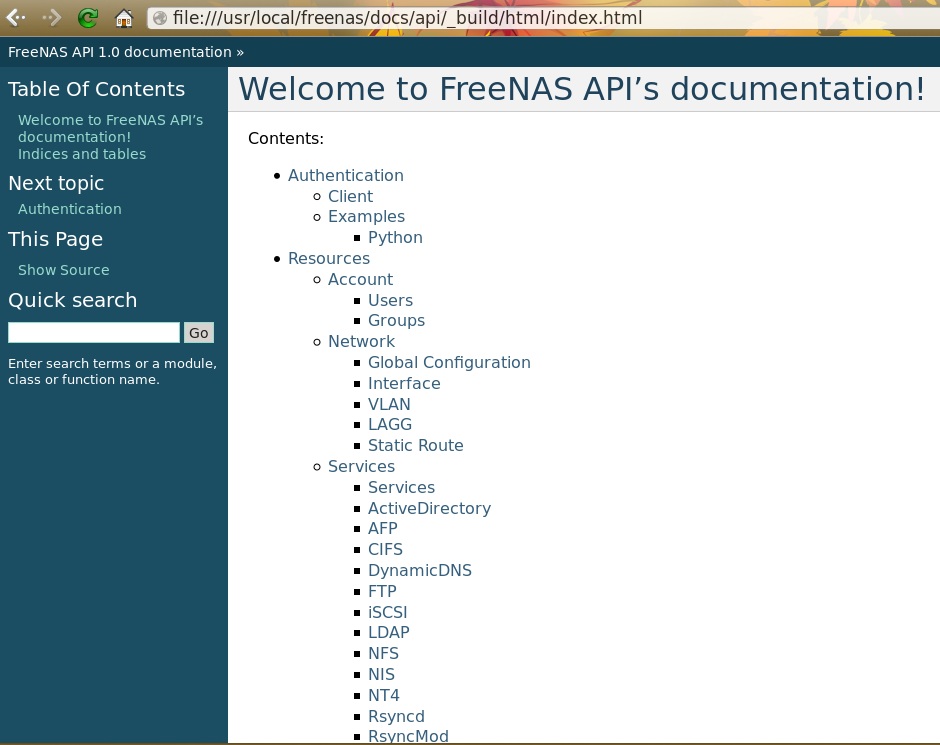 file:///usr/local/freenas/docs/api/_build/html/index.html
FreeNAS API 1.0 documentation »
Table Of Contents
Welcome to FreeNAS API’s
documentation!
Indices and tables
Next topic
Authentication
This Page
Show Source
Quick search
Go
Enter search terms or a module,
class or function name.
Welcome to FreeNAS API’s documentation!
Contents:
Authentication
Client
Examples
Python
Resources
Account
Users
Groups
Network
Global Configuration
Interface
VLAN
LAGG
Static Route
Services
Services
ActiveDirectory
AFP
CIFS
DynamicDNS
FTP
iSCSI
LDAP
NFS
NIS
NT4
Rsyncd
RsyncMod